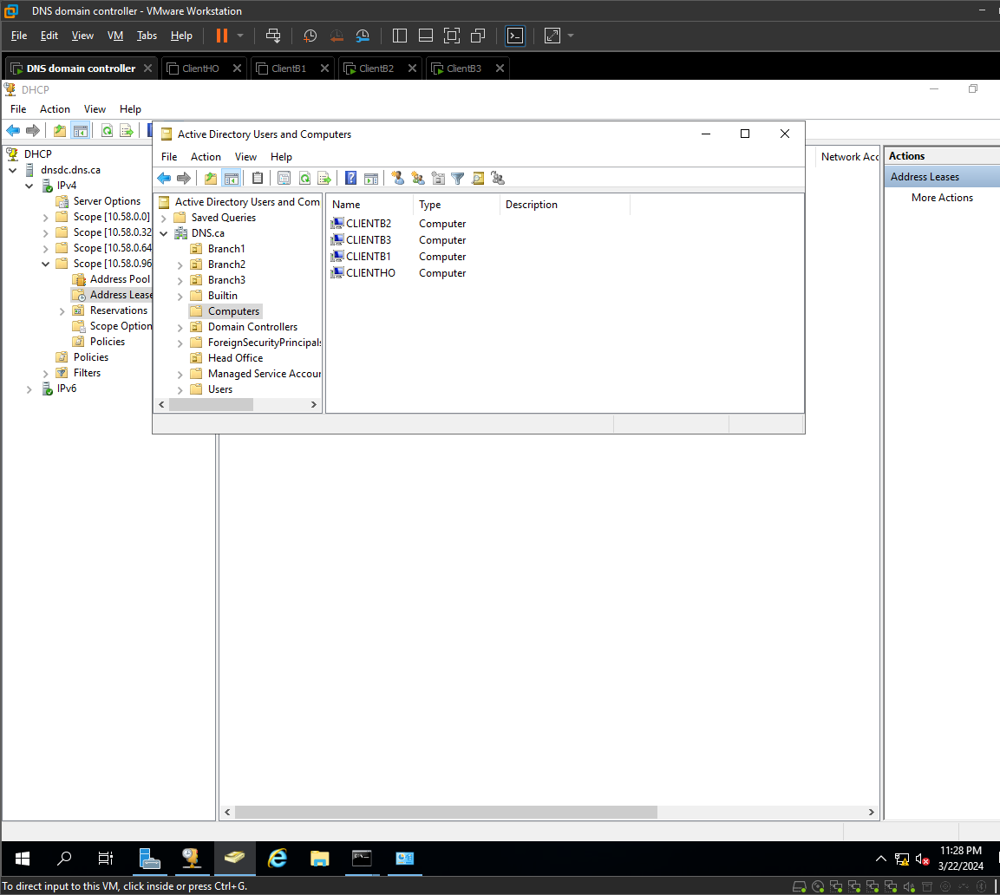 DNS domain controller - VMware Workstation
File Edit View VM Tabs Help
DNS domain controller ClientHO ClientB1 ClientB2 ClientB3
DHCP
File Action View Help
DHCP
dnsdc.dns.ca
IPv4
Server Options
Scope [10.58.0.0]
Scope [10.58.0.32
Scope [10.58.0.64
Scope [10.58.0.96
Address Pool
Address Lease
Reservations
Scope Option
Policies
Policies
Filters
IPv6
Active Directory Users and Computers
File Action View Help
Active Directory Users and Com
Saved Queries
DNS.ca
Branch1
Branch2
Branch3
Builtin
Computers
Domain Controllers
ForeignSecurityPrincipals
Head Office
Managed Service Accour
Users
Name Type Description
CLIENTB2 Computer
CLIENTB3 Computer
CLIENTB1 Computer
CLIENTHO Computer
Network Acc
Actions
Address Leases
More Actions
11:28 PM
3/22/2024
To direct input to this VM, click inside or press Ctrl+G.